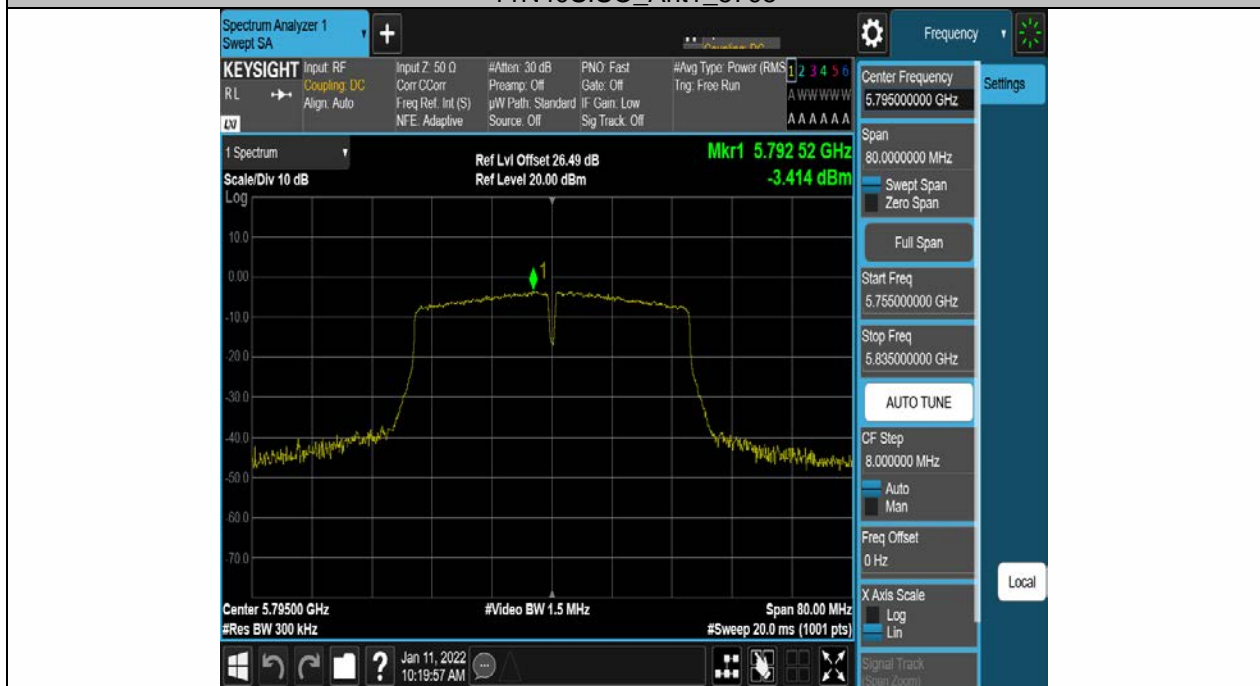 Spectrum Analyzer 1
Swept SA
+
Frequency
KEYSIGHT
RL
LXI
Input: RF
Coupling: DC
Align: Auto
Input Z: 50 Ω
Corr CCorr
Freq Ref: Int (S)
NFE: Adaptive
#Atten: 30 dB
Preamp: Off
µW Path: Standard
Source: Off
PNO: Fast
Gate: Off
IF Gain: Low
Sig Track: Off
#Avg Type: Power (RMS
Trig: Free Run
1 2 3 4 5 6
A W W W W W
A A A A A A
1 Spectrum
Scale/Div 10 dB
Log
Ref Lvl Offset 26.49 dB
Ref Level 20.00 dBm
Mkr1 5.792 52 GHz
-3.414 dBm
10.0
0.00
-10.0
-20.0
-30.0
-40.0
-50.0
-60.0
-70.0
1
Center 5.79500 GHz
#Res BW 300 kHz
#Video BW 1.5 MHz
Span 80.00 MHz
#Sweep 20.0 ms (1001 pts)
Center Frequency
5.795000000 GHz
Settings
Span
80.0000000 MHz
Swept Span
Zero Span
Full Span
Start Freq
5.755000000 GHz
Stop Freq
5.835000000 GHz
AUTO TUNE
CF Step
8.000000 MHz
Auto
Man
Freq Offset
0 Hz
Local
X Axis Scale
Log
Lin
Signal Track
(Span Zoom)
?
Jan 11, 2022
10:19:57 AM